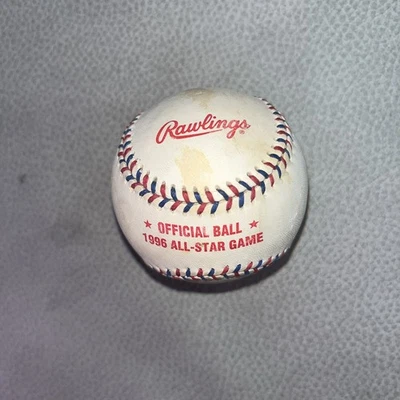 Rawlings®
★ OFFICIAL BALL ★
1996 ALL-STAR GAME